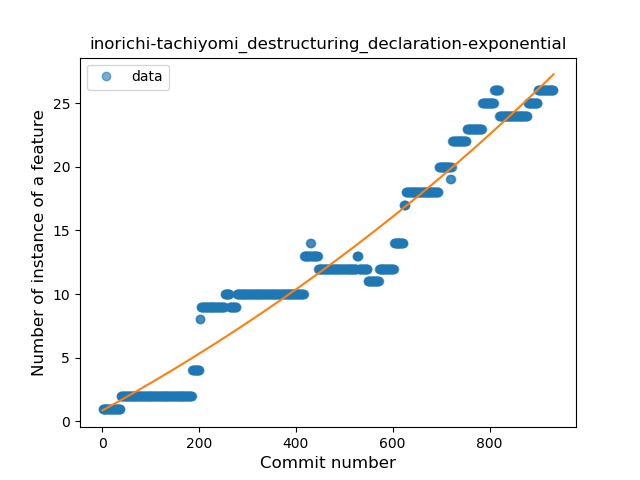 inorichi-tachiyomi_destructuring_declaration-exponential
data
Number of instance of a feature
25
20
15
10
5
0
0 200 400 600 800
Commit number